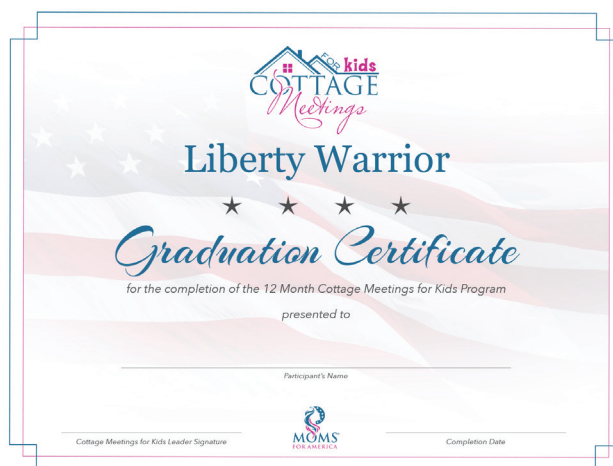 FOR kids
COTTAGE
Meetings
Liberty Warrior
Graduation Certificate
for the completion of the 12 Month Cottage Meetings for Kids Program
presented to
Participant's Name
MOMS
FOR AMERICA
Cottage Meetings for Kids Leader Signature
Completion Date